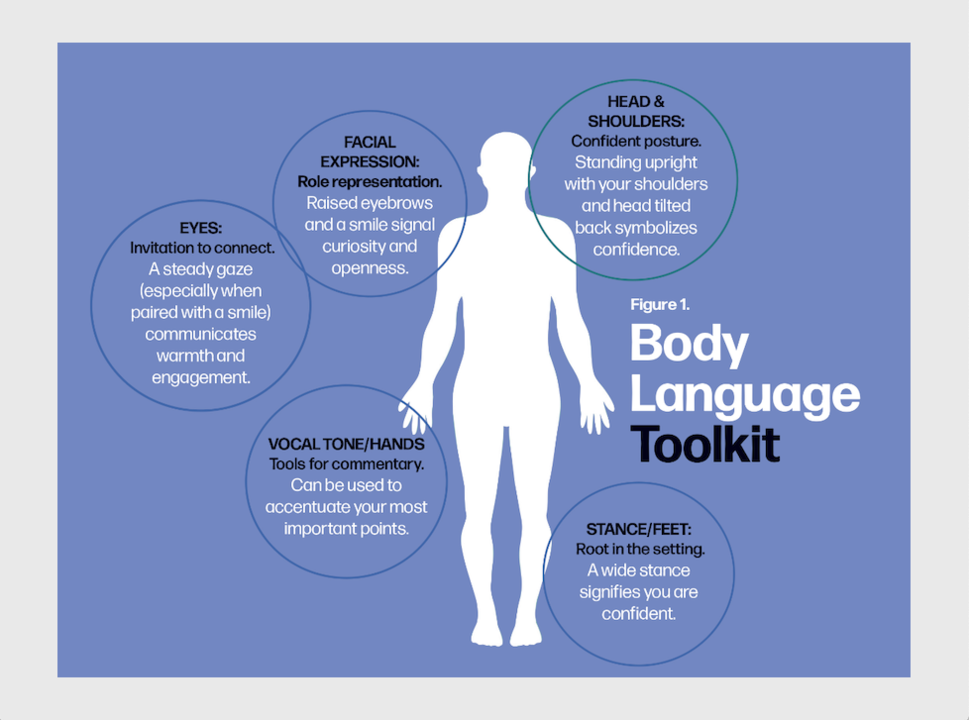 HEAD &
SHOULDERS:
Confident posture.
Standing upright
with your shoulders
and head tilted
back symbolizes
confidence.
FACIAL
EXPRESSION:
Role representation.
Raised eyebrows
and a smile signal
curiosity and
openness.
EYES:
Invitation to connect.
A steady gaze
(especially when
paired with a smile)
communicates
warmth and
engagement.
Figure 1.
Body
Language
Toolkit
VOCAL TONE/HANDS
Tools for commentary.
Can be used to
accentuate your most
important points.
STANCE/FEET:
Root in the setting.
A wide stance
signifies you are
confident.